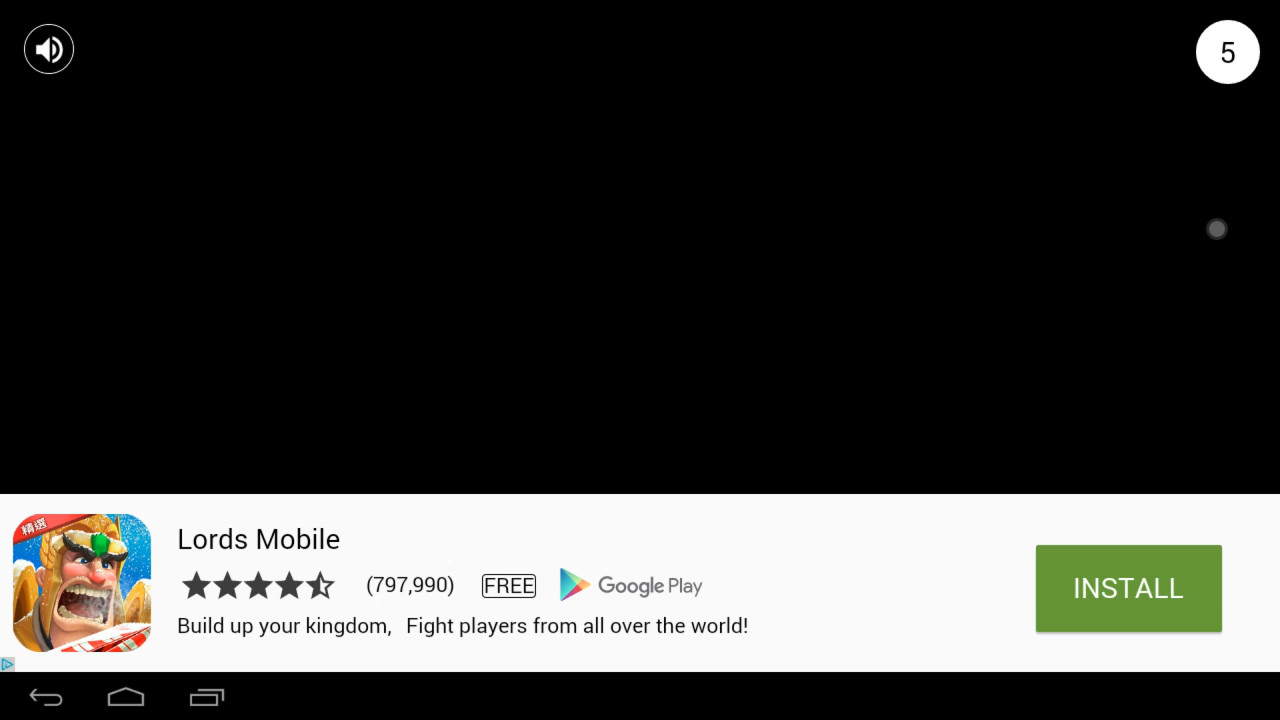 5
精選
Lords Mobile
(797,990) FREE Google Play
Build up your kingdom, Fight players from all over the world!
INSTALL